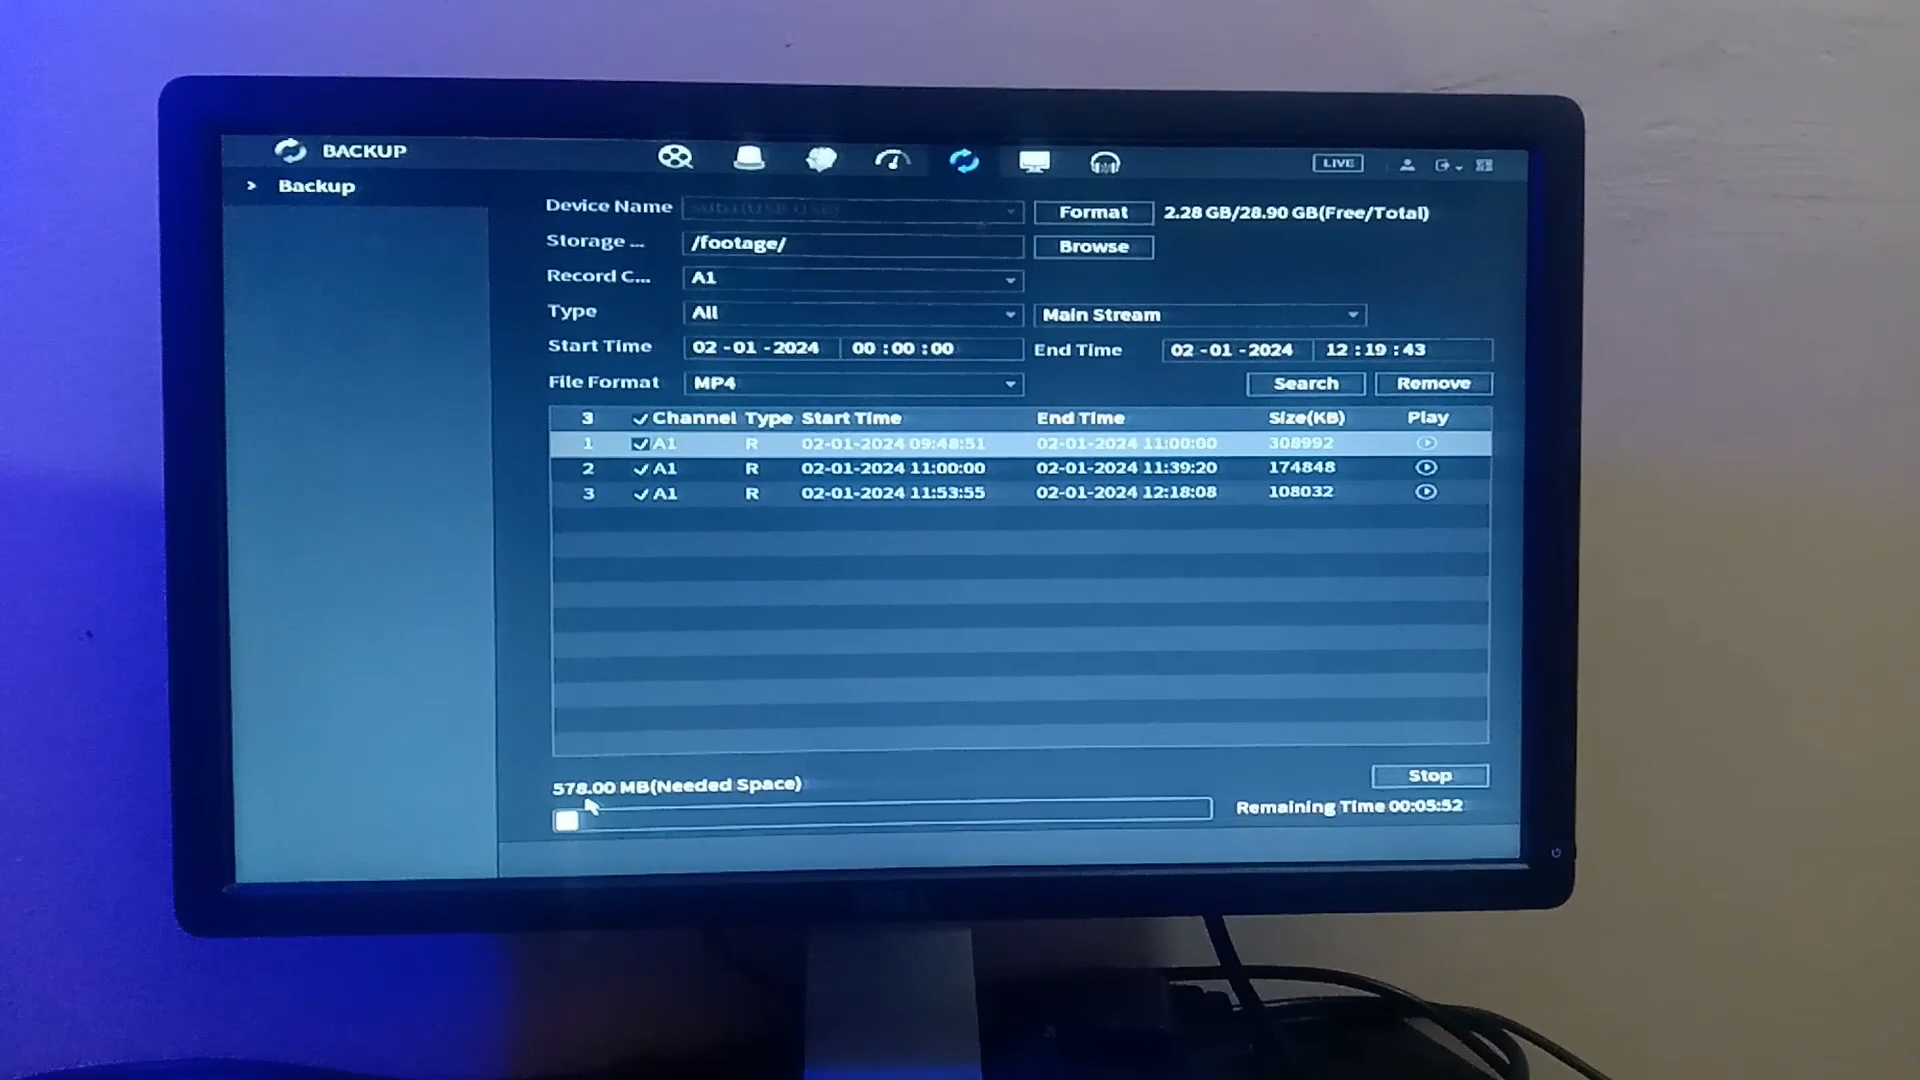 BACKUP LIVE
> Backup
Device Name sdb1(USB USB) Format 2.28 GB/28.90 GB(Free/Total)
Storage ... /footage/ Browse
Record C... A1
Type All Main Stream
Start Time 02 -01 -2024 00 :00 :00 End Time 02 -01 -2024 12 :19 :43
File Format MP4 Search Remove
3 Channel Type Start Time End Time Size(KB) Play
1 A1 R 02-01-2024 09:48:51 02-01-2024 11:00:00 308992
2 A1 R 02-01-2024 11:00:00 02-01-2024 11:39:20 174848
3 A1 R 02-01-2024 11:53:55 02-01-2024 12:18:08 108032
578.00 MB(Needed Space) Stop
Remaining Time 00:05:52